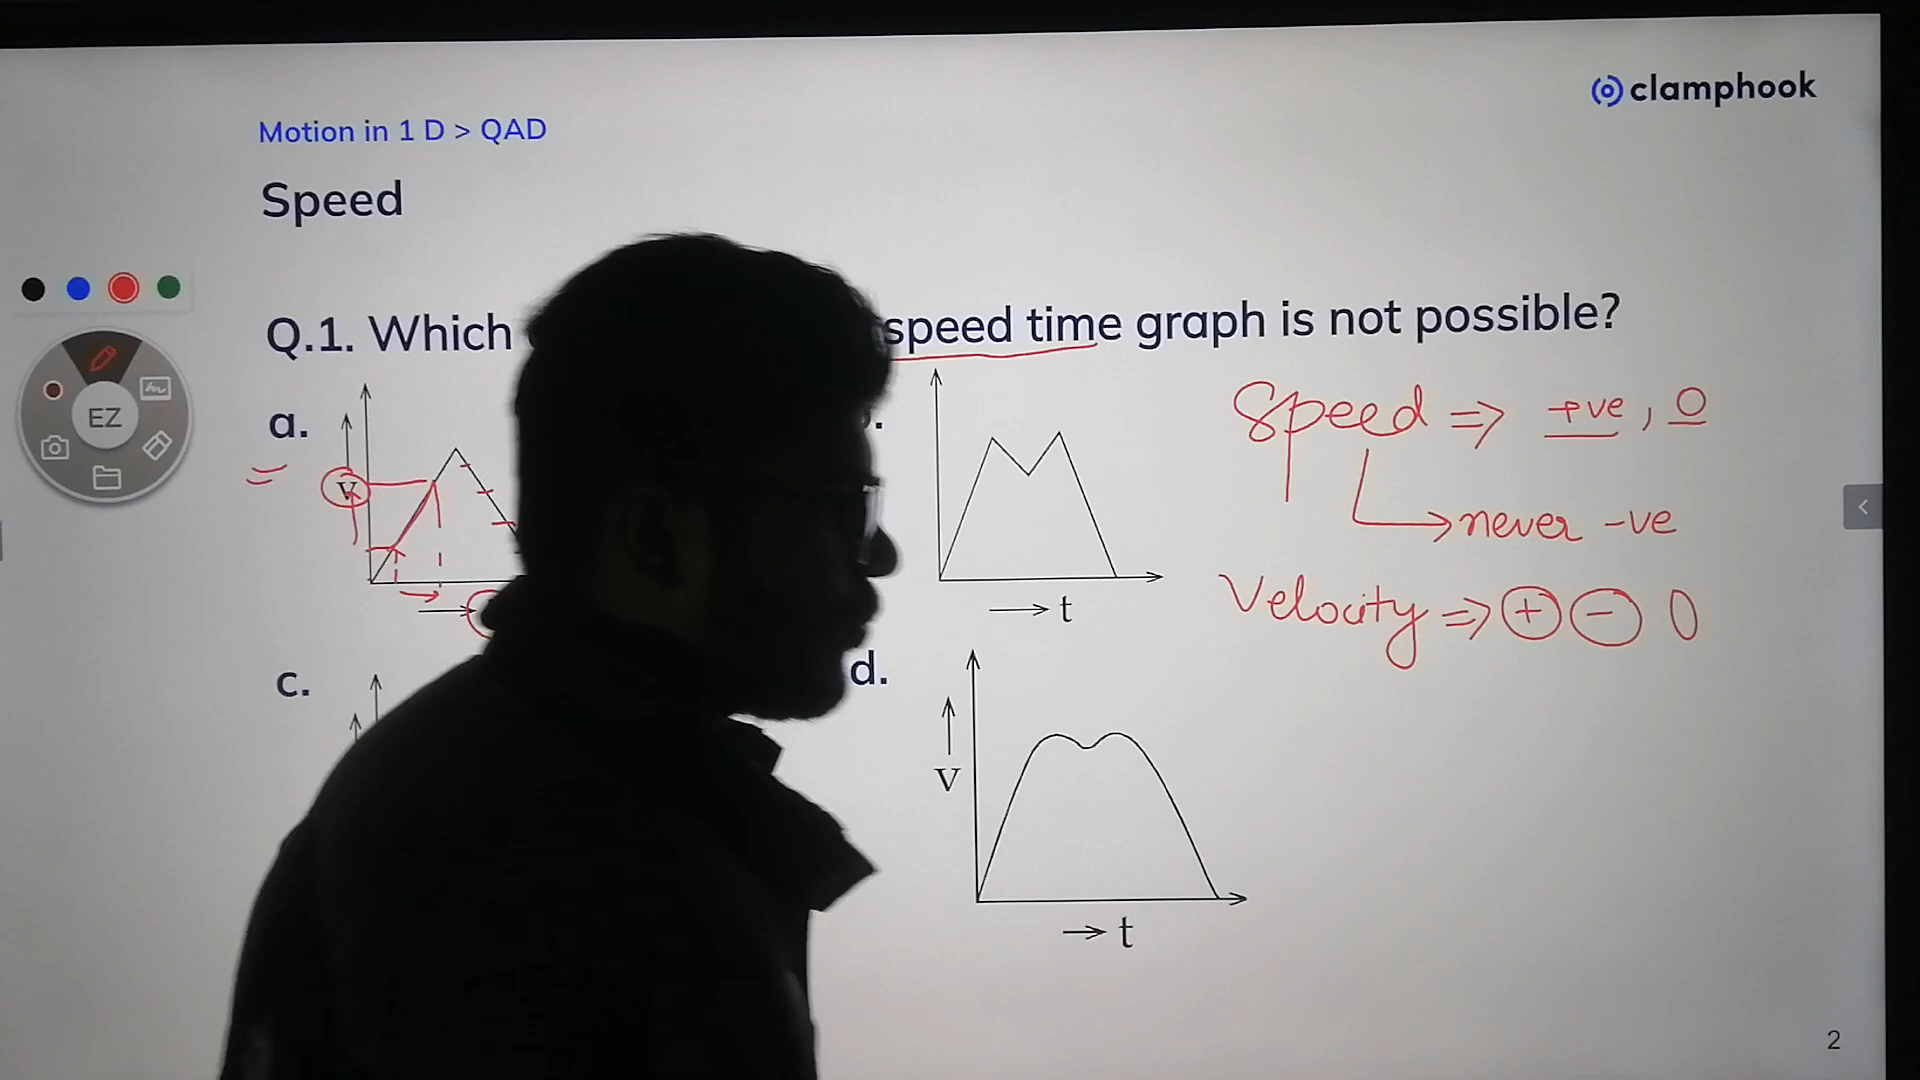 clamphook
Motion in 1 D > QAD
Speed
Q.1. Which speed time graph is not possible?
a.
V
t
Speed ⇒ +ve, 0
→ never -ve
Velocity ⇒ + - 0
c.
d.
V
→ t
EZ
2